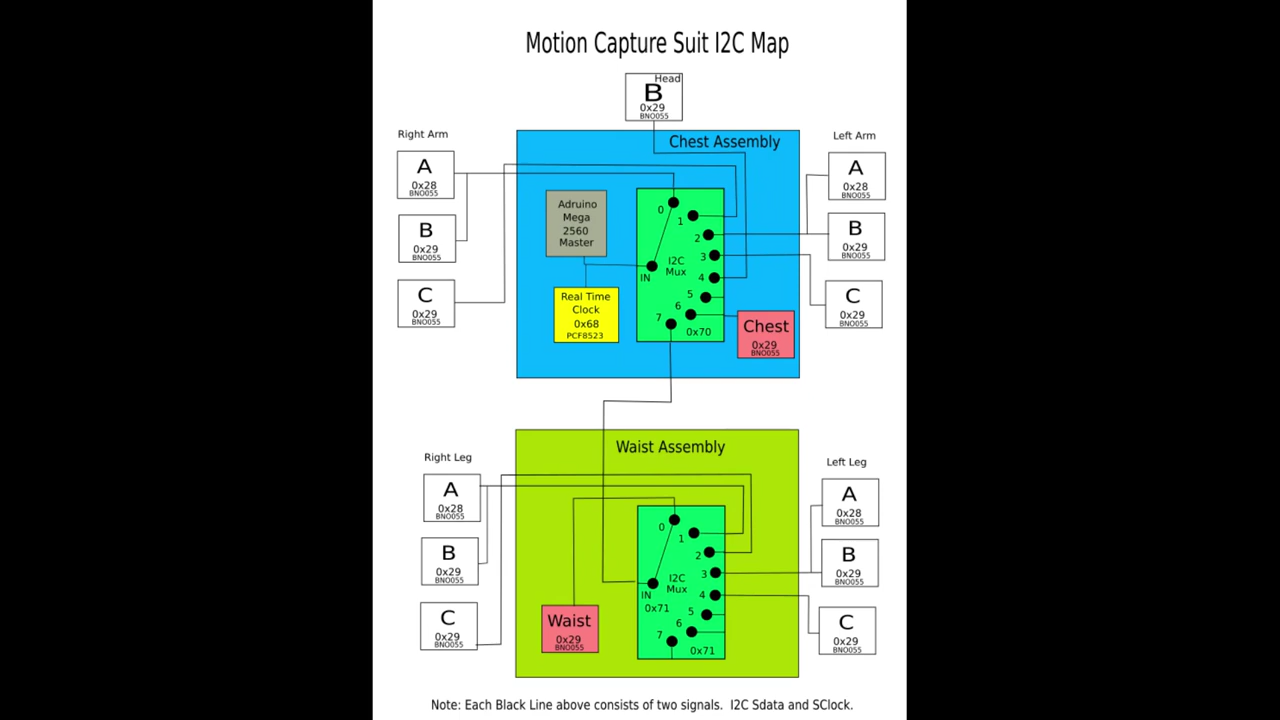 Motion Capture Suit I2C Map
Head
B
0x29
BNO055
Right Arm
A
0x28
BNO055
B
0x29
BNO055
C
0x29
BNO055
Chest Assembly
Adruino
Mega
2560
Master
Real Time
Clock
0x68
PCF8523
0
1
2
3
4
5
6
7
IN
I2C
Mux
0x70
Chest
0x29
BNO055
Left Arm
A
0x28
BNO055
B
0x29
BNO055
C
0x29
BNO055
Right Leg
A
0x28
BNO055
B
0x29
BNO055
C
0x29
BNO055
Waist Assembly
0
1
2
3
4
5
6
7
IN
0x71
I2C
Mux
0x71
Waist
0x29
BNO055
Left Leg
A
0x28
BNO055
B
0x29
BNO055
C
0x29
BNO055
Note: Each Black Line above consists of two signals. I2C Sdata and SClock.